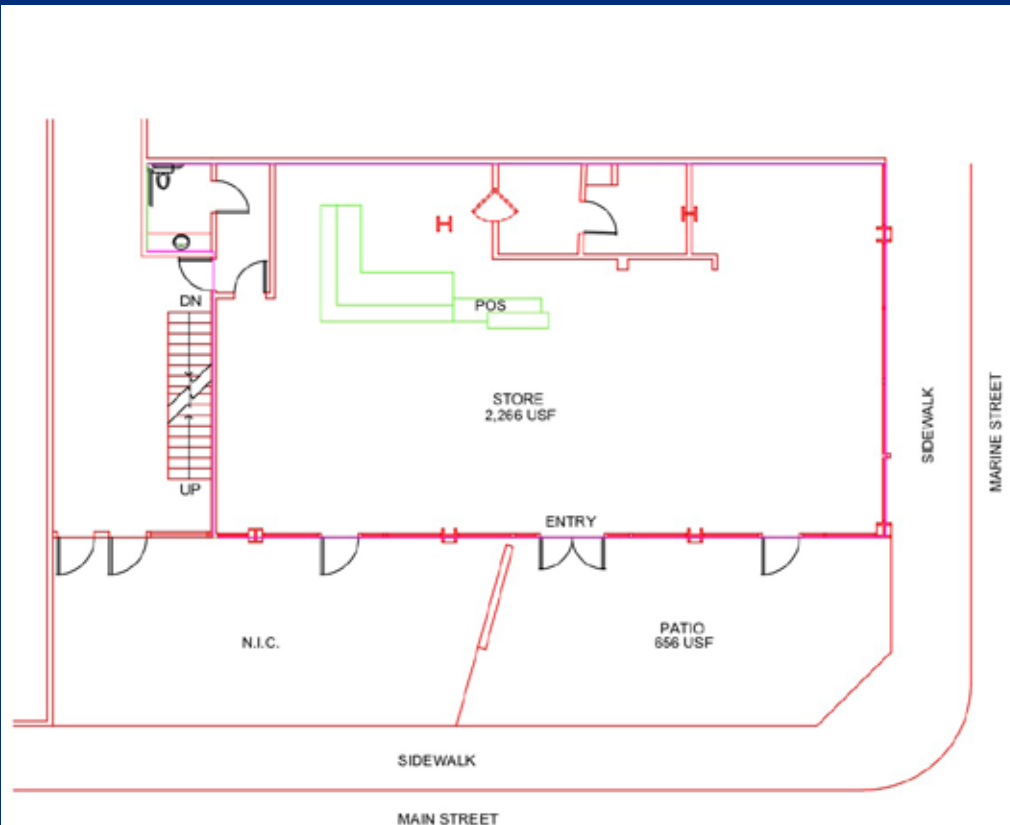 DN
POS
STORE
2,266 USF
UP
ENTRY
SIDEWALK
MARINE STREET
N.I.C.
PATIO
656 USF
SIDEWALK
MAIN STREET